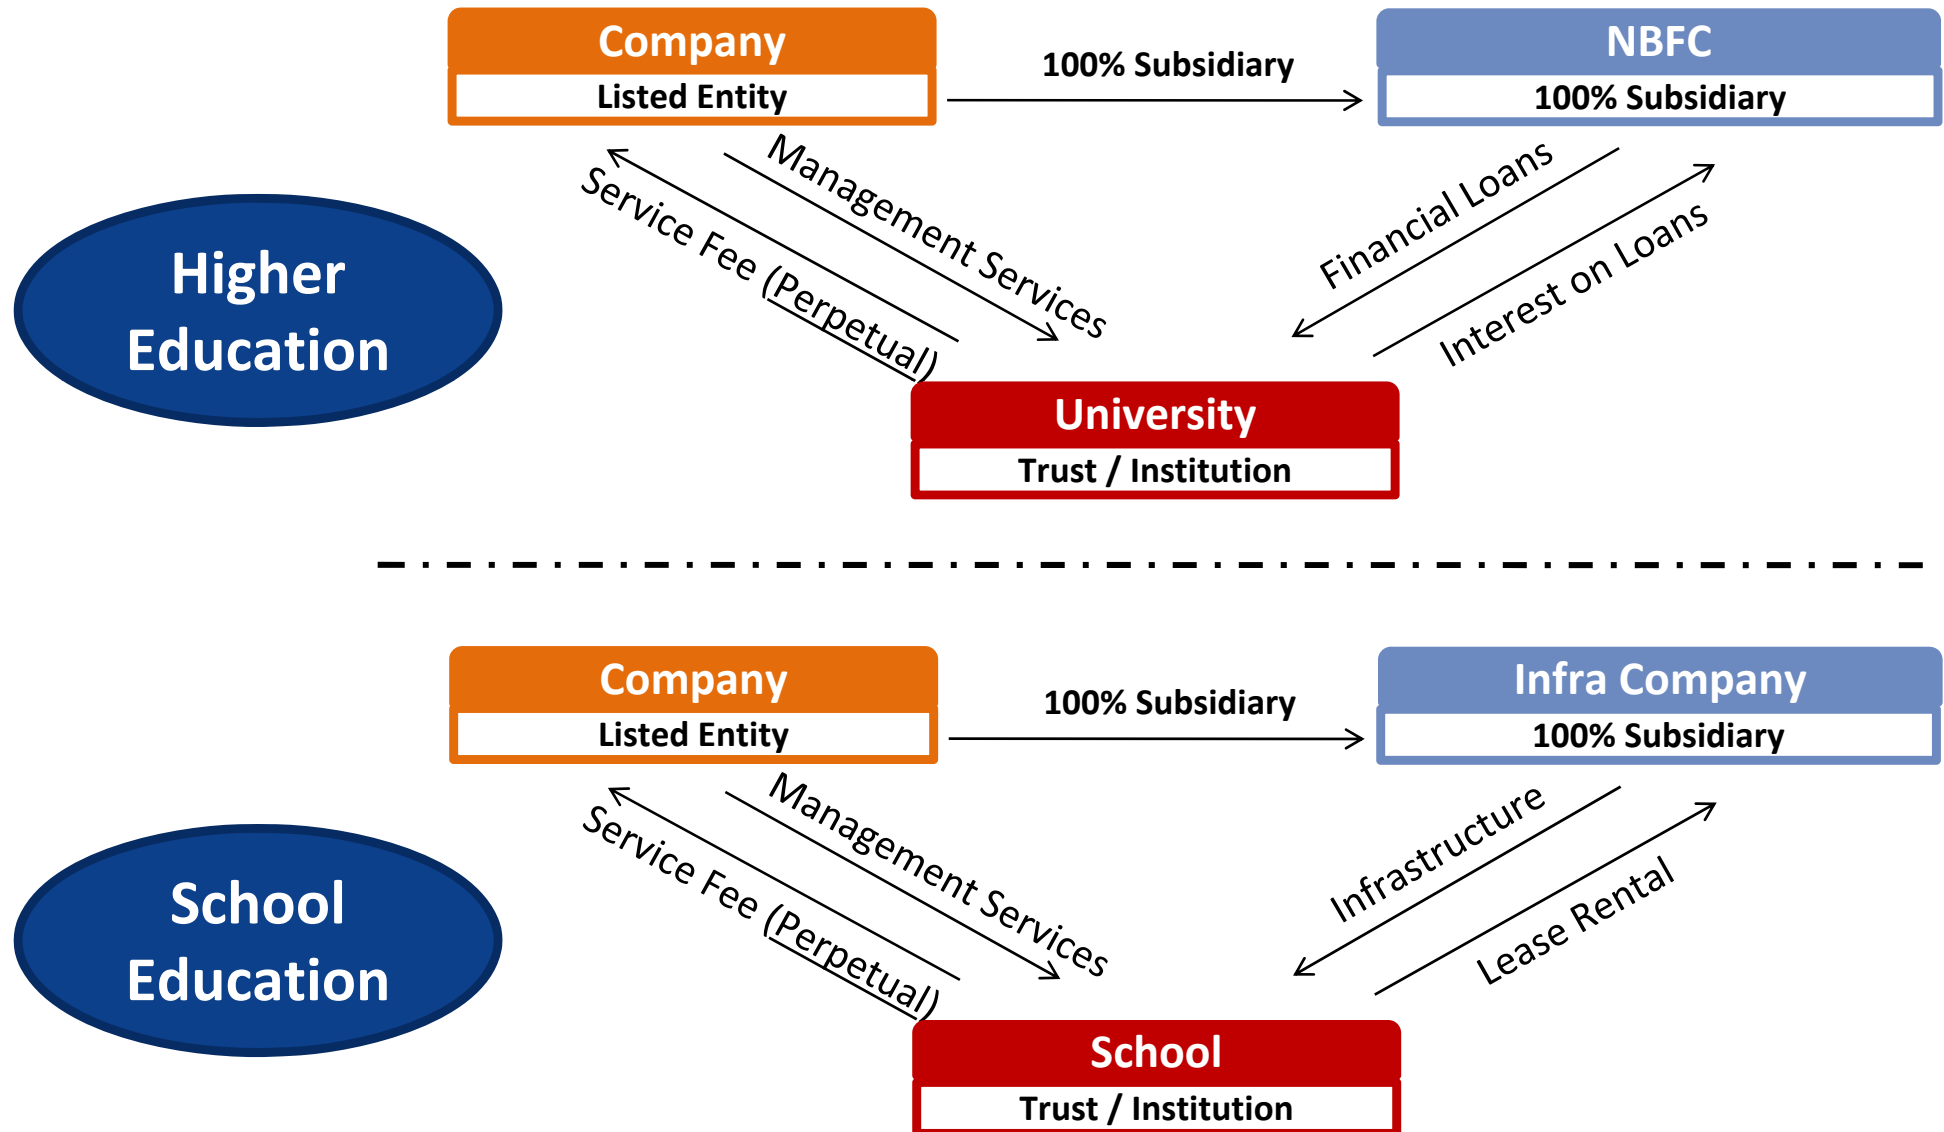 Company
Listed Entity
100% Subsidiary
NBFC
100% Subsidiary
Management Services
Service Fee (Perpetual)
Financial Loans
Interest on Loans
Higher
Education
University
Trust / Institution
Company
Listed Entity
100% Subsidiary
Infra Company
100% Subsidiary
Management Services
Service Fee (Perpetual)
Infrastructure
Lease Rental
School
Education
School
Trust / Institution